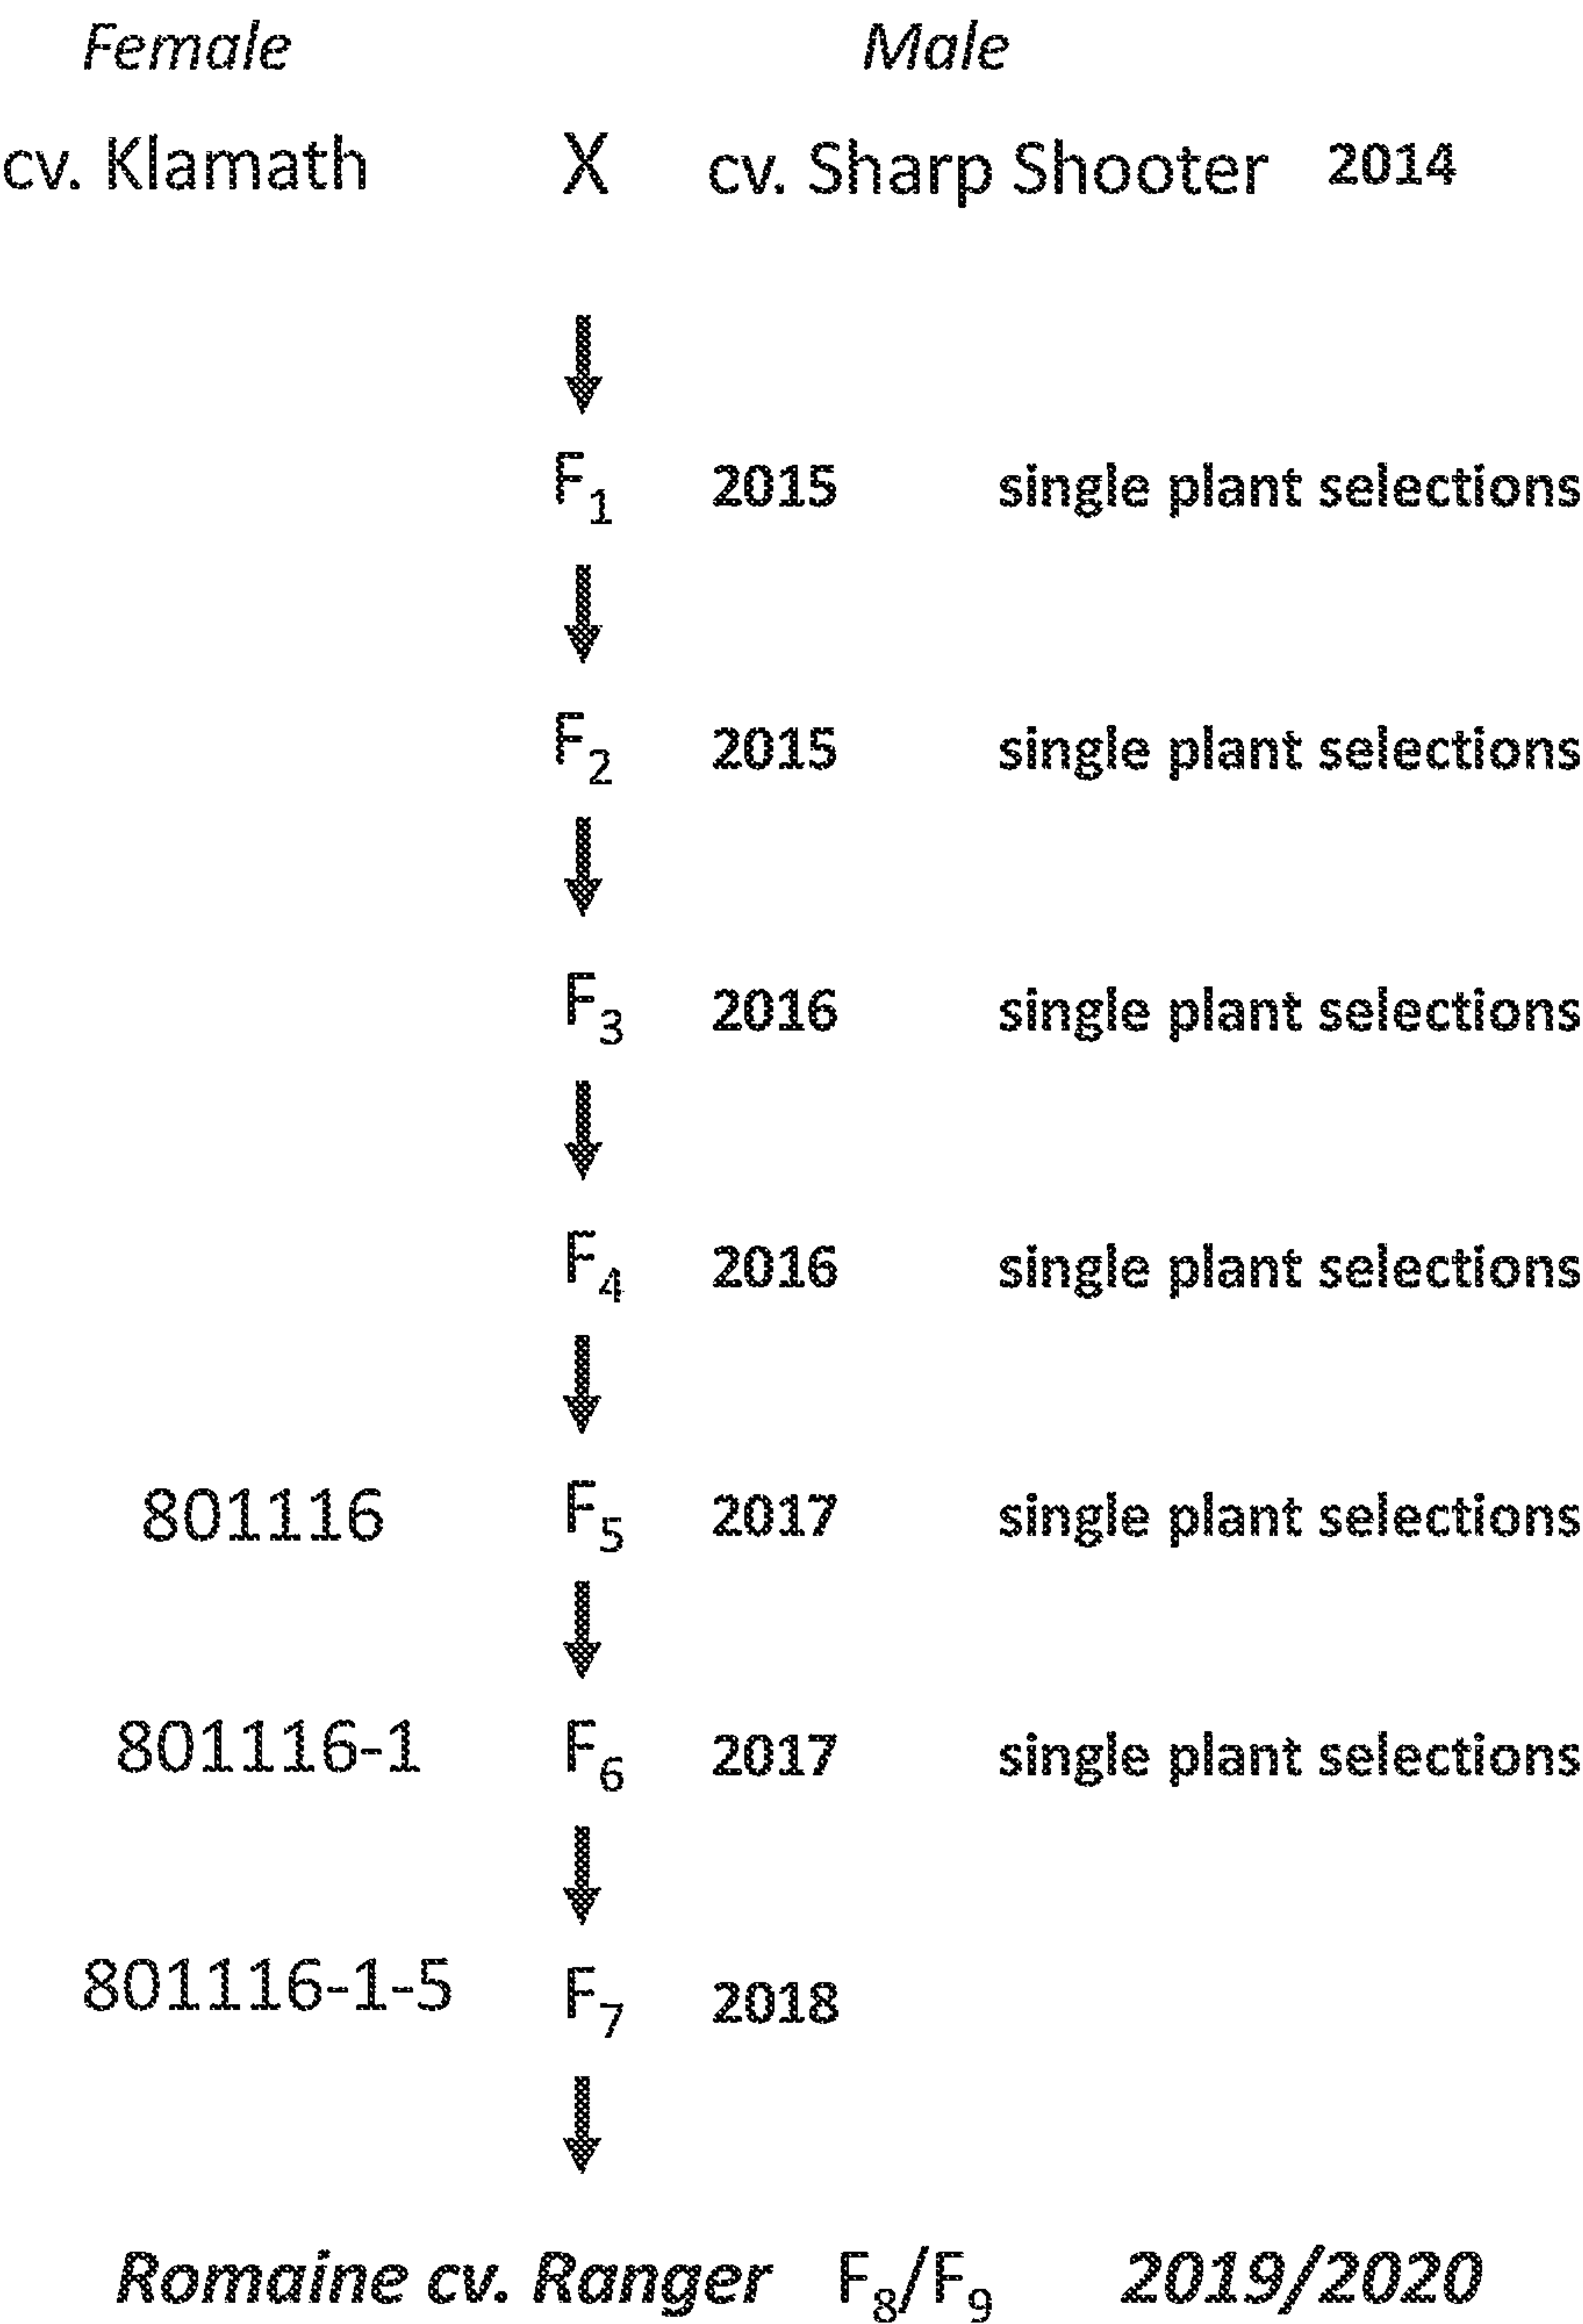 Female Male
cv. Klamath X cv. Sharp Shooter 2014
F1 2015 single plant selections
F2 2015 single plant selections
F3 2016 single plant selections
F4 2016 single plant selections
801116 F5 2017 single plant selections
801116-1 F6 2017 single plant selections
801116-1-5 F7 2018
Romaine cv. Ranger F8/F9 2019/2020